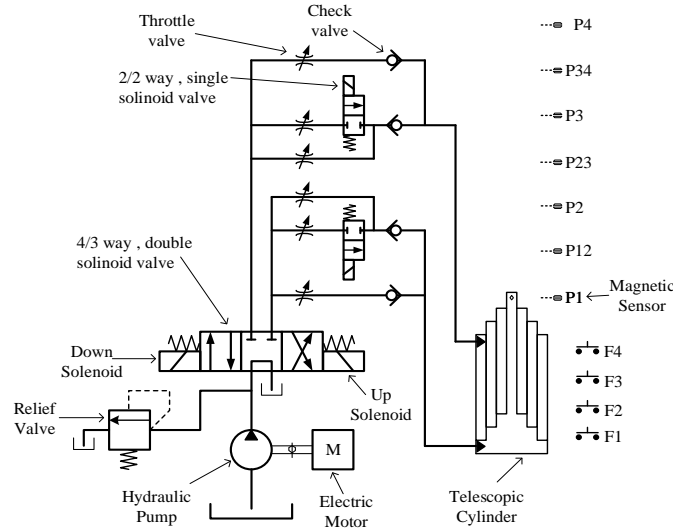 Throttle
valve
Check
valve
2/2 way , single
solinoid valve
4/3 way , double
solinoid valve
Down
Solenoid
Up
Solenoid
Relief
Valve
Hydraulic
Pump
M
Electric
Motor
Telescopic
Cylinder
P4
P34
P3
P23
P2
P12
P1
Magnetic
Sensor
F4
F3
F2
F1